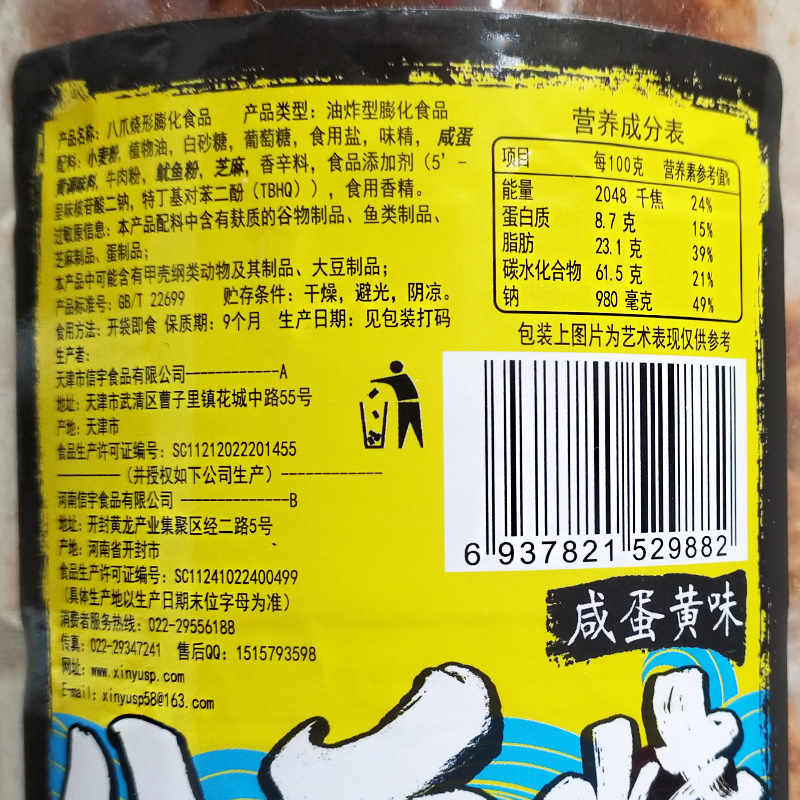 产品名称: 八爪烧形膨化食品 产品类型: 油炸型膨化食品
配料: 小麦粉, 植物油, 白砂糖, 葡萄糖, 食用盐, 味精, 咸蛋
黄调味料, 牛肉粉, 鱿鱼粉, 芝麻, 香辛料, 食品添加剂 (5’-
呈味核苷酸二钠, 特丁基对苯二酚 (TBHQ)), 食用香精。
过敏原信息: 本产品配料中含有麸质的谷物制品、鱼类制品、
芝麻制品、蛋制品;
本产品中可能含有甲壳纲类动物及其制品、大豆制品;
产品标准号: GB/T 22699 贮存条件: 干燥, 避光, 阴凉。
食用方法: 开袋即食 保质期: 9个月 生产日期: 见包装打码
生产者:
天津市信宇食品有限公司-----------A
地址: 天津市武清区曹子里镇花城中路55号
产地: 天津市
食品生产许可证编号: SC11212022201455
--------(并授权如下公司生产)------------
河南信宇食品有限公司 -------------B
地址: 开封黄龙产业集聚区经二路5号
产地: 河南省开封市
食品生产许可证编号: SC11241022400499
(具体生产地以生产日期末位字母为准)
消费者服务热线: 022-29556188
传真: 022-29347241 售后QQ: 1515793598
网址: www.xinyusp.com
E-mail: xinyusp58@163.com
营养成分表
项目 每100克 营养素参考值%
能量 2048 千焦 24%
蛋白质 8.7 克 15%
脂肪 23.1 克 39%
碳水化合物 61.5 克 21%
钠 980 毫克 49%
包装上图片为艺术表现仅供参考
6 937821 529882
咸蛋黄味